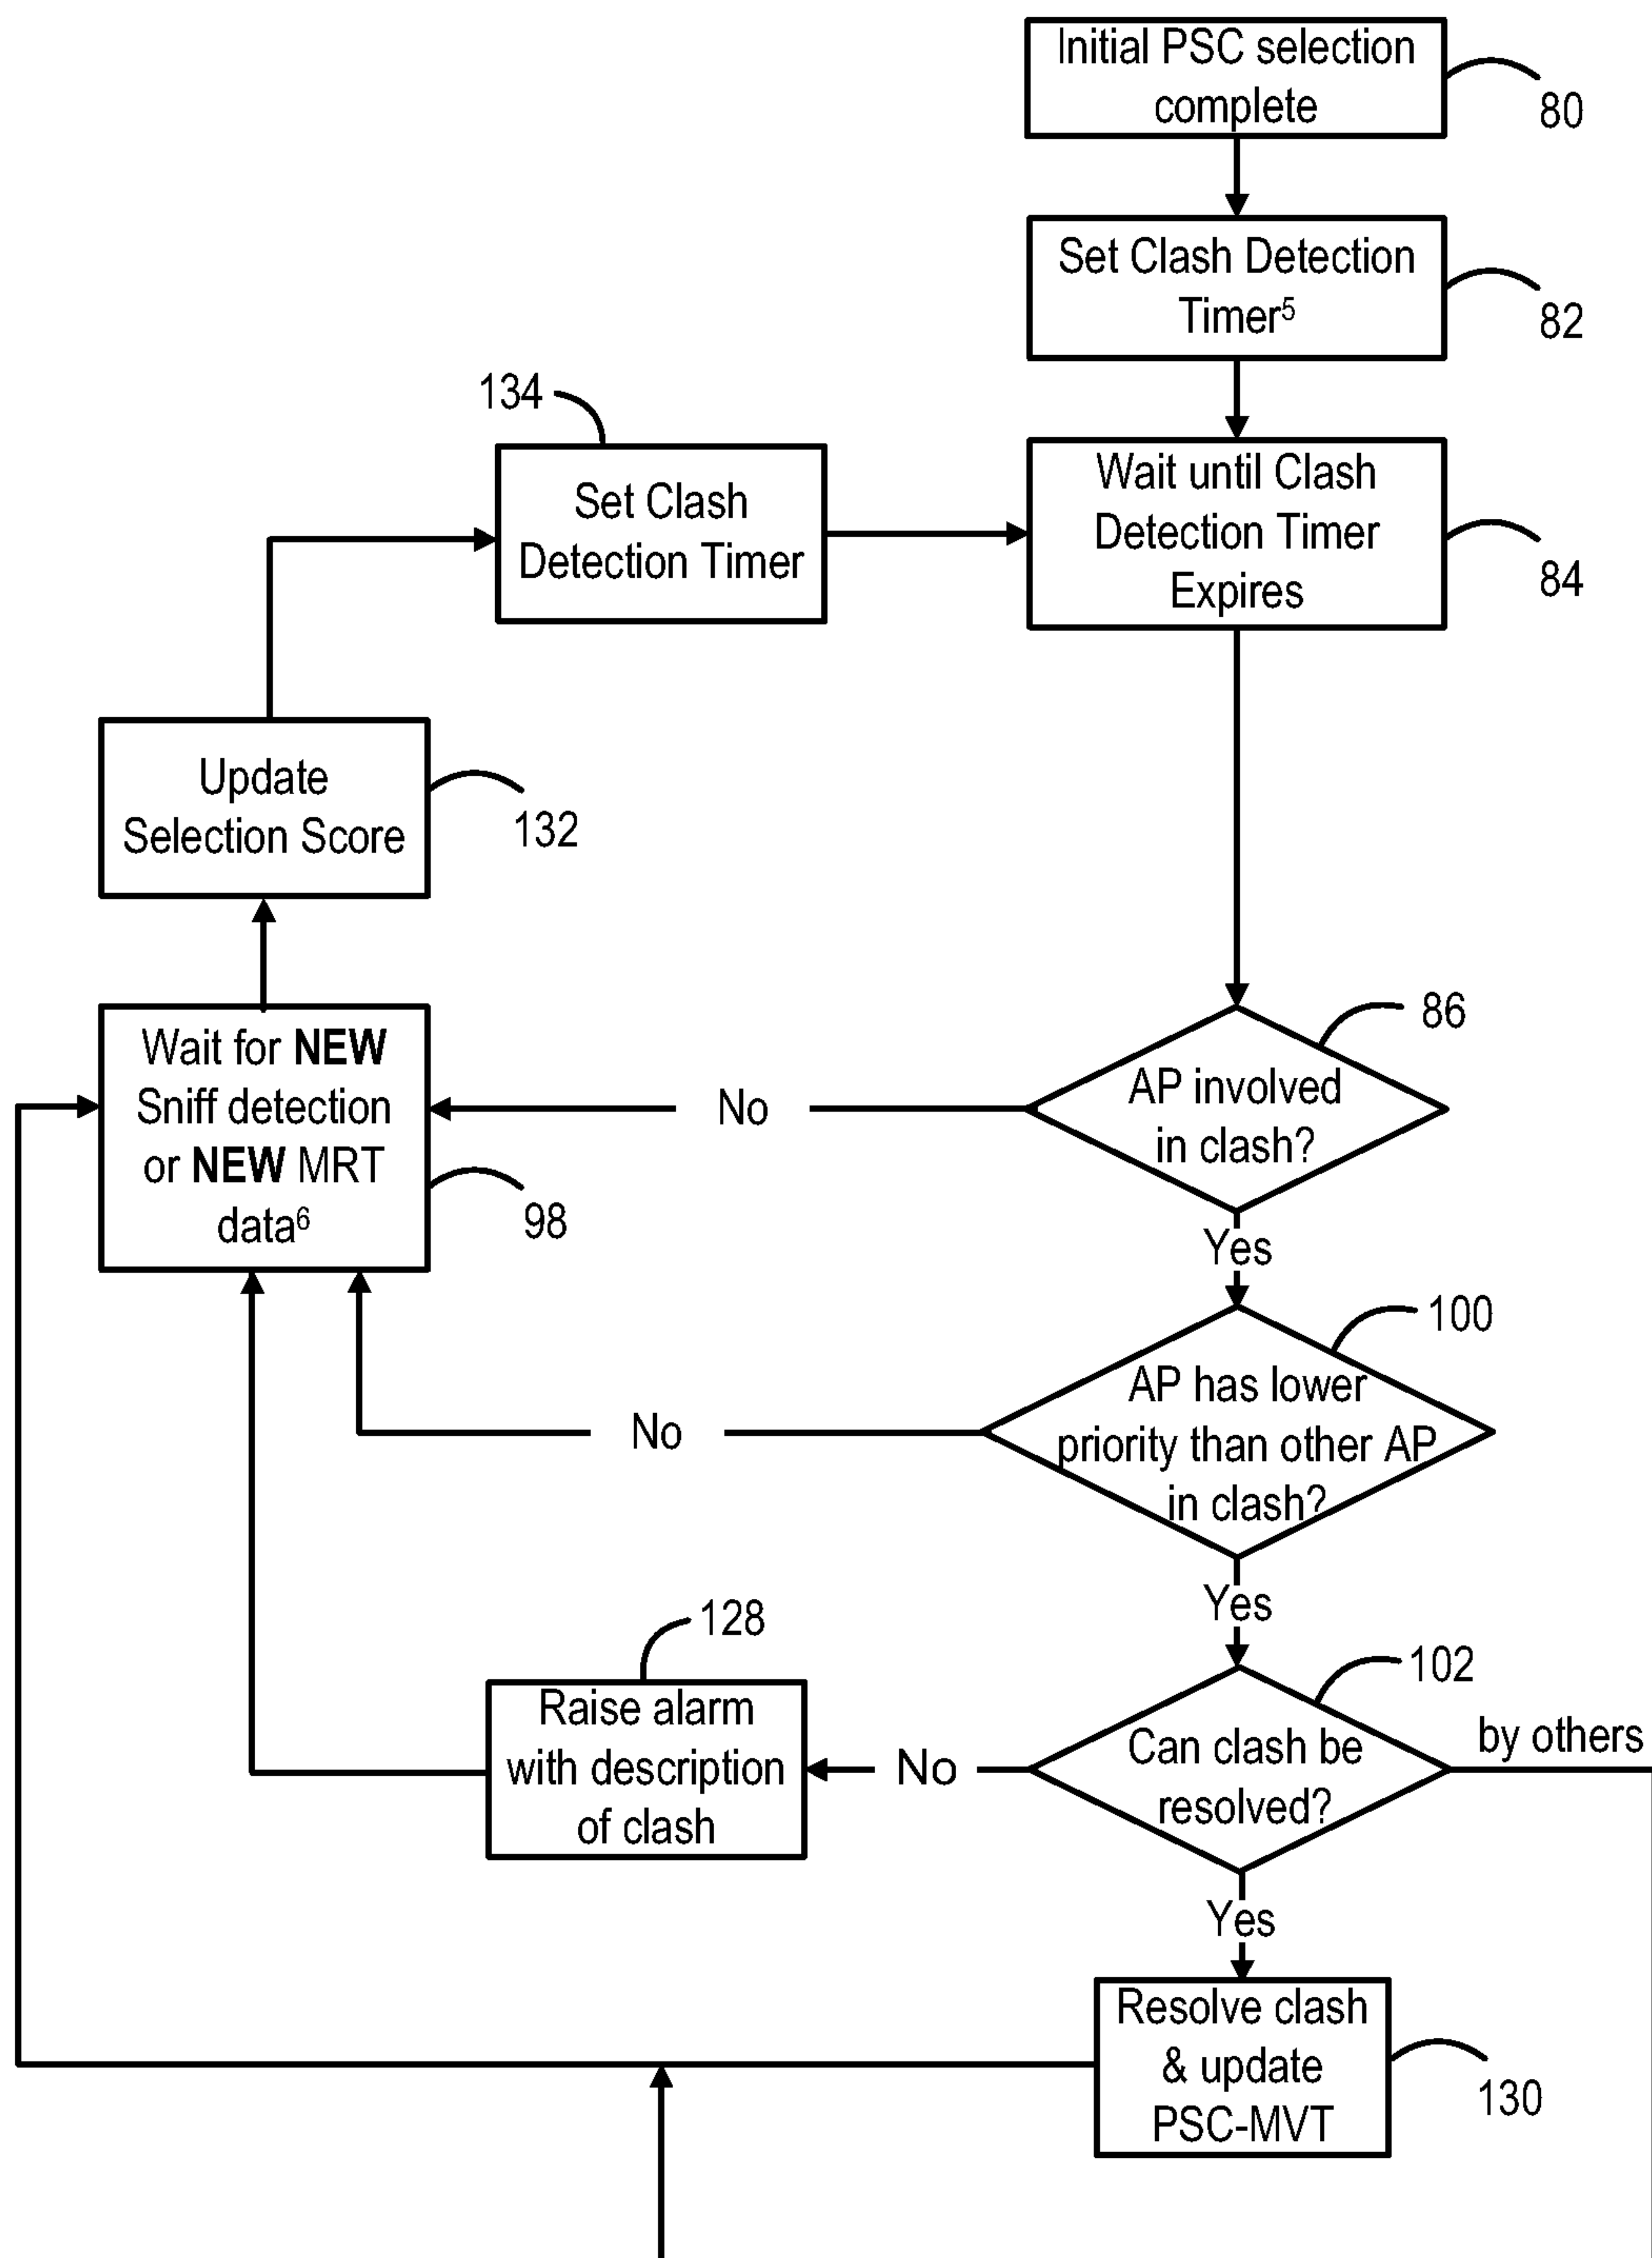 Initial PSC selection
complete
80
Set Clash Detection
Timer⁵
82
134
Set Clash
Detection Timer
Wait until Clash
Detection Timer
Expires
84
Update
Selection Score
132
Wait for NEW
Sniff detection
or NEW MRT
data⁶
98
No
AP involved
in clash?
86
Yes
No
AP has lower
priority than other AP
in clash?
100
Yes
128
Raise alarm
with description
of clash
No
Can clash be
resolved?
102
by others
Yes
Resolve clash
& update
PSC-MVT
130